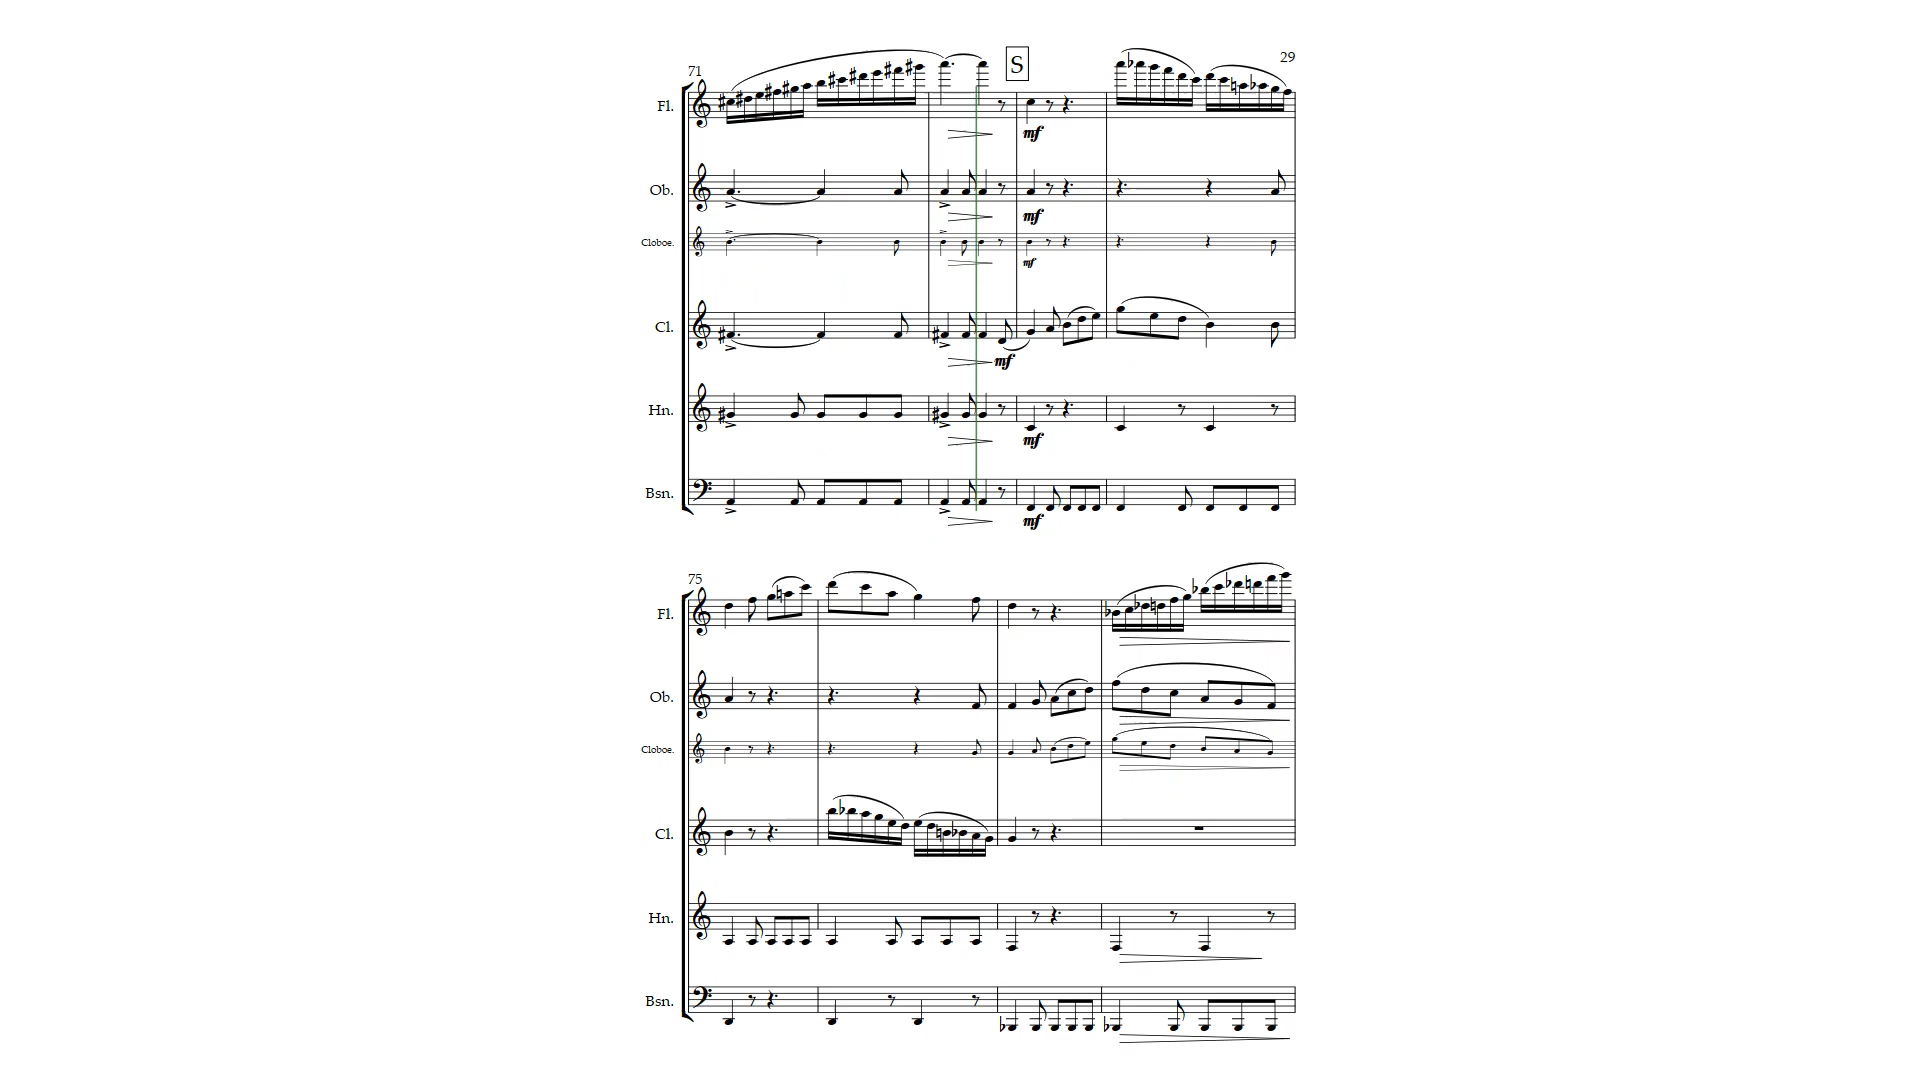 S
29
71
Fl.
mf
Ob.
mf
Cloboe.
mf
Cl.
mf
Hn.
mf
Bsn.
mf
75
Fl.
Ob.
Cloboe.
Cl.
Hn.
Bsn.